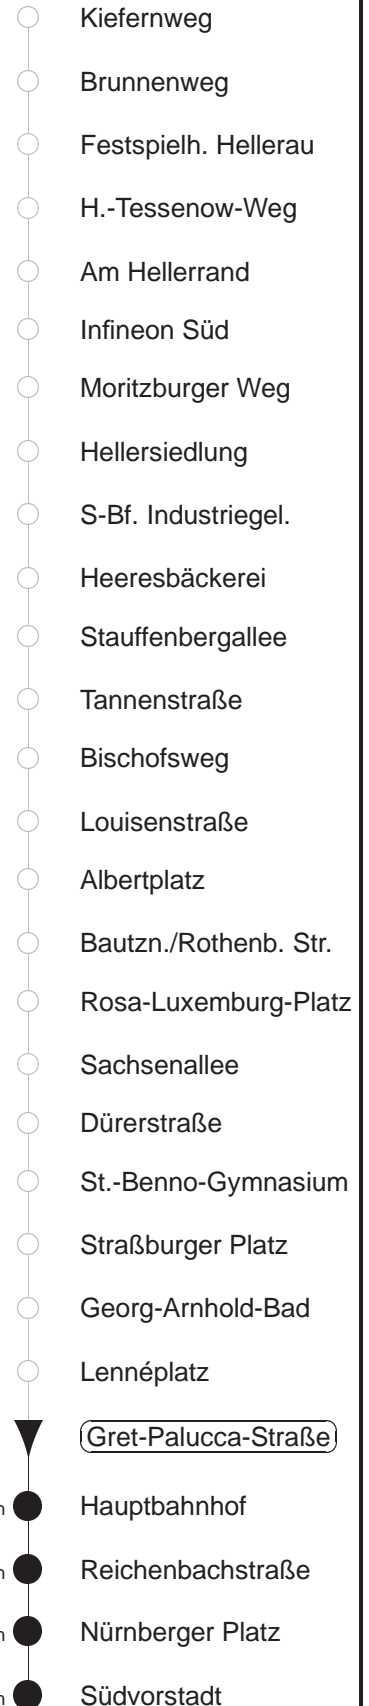 Kiefernweg
Brunnenweg
Festspielh. Hellerau
H.-Tessenow-Weg
Am Hellerrand
Infineon Süd
Moritzburger Weg
Hellersiedlung
S-Bf. Industriegel.
Heeresbäckerei
Stauffenbergallee
Tannenstraße
Bischofsweg
Louisenstraße
Albertplatz
Bautzn./Rothenb. Str.
Rosa-Luxemburg-Platz
Sachsenallee
Dürerstraße
St.-Benno-Gymnasium
Straßburger Platz
Georg-Arnhold-Bad
Lennéplatz
Gret-Palucca-Straße
Hauptbahnhof
Reichenbachstraße
Nürnberger Platz
Südvorstadt